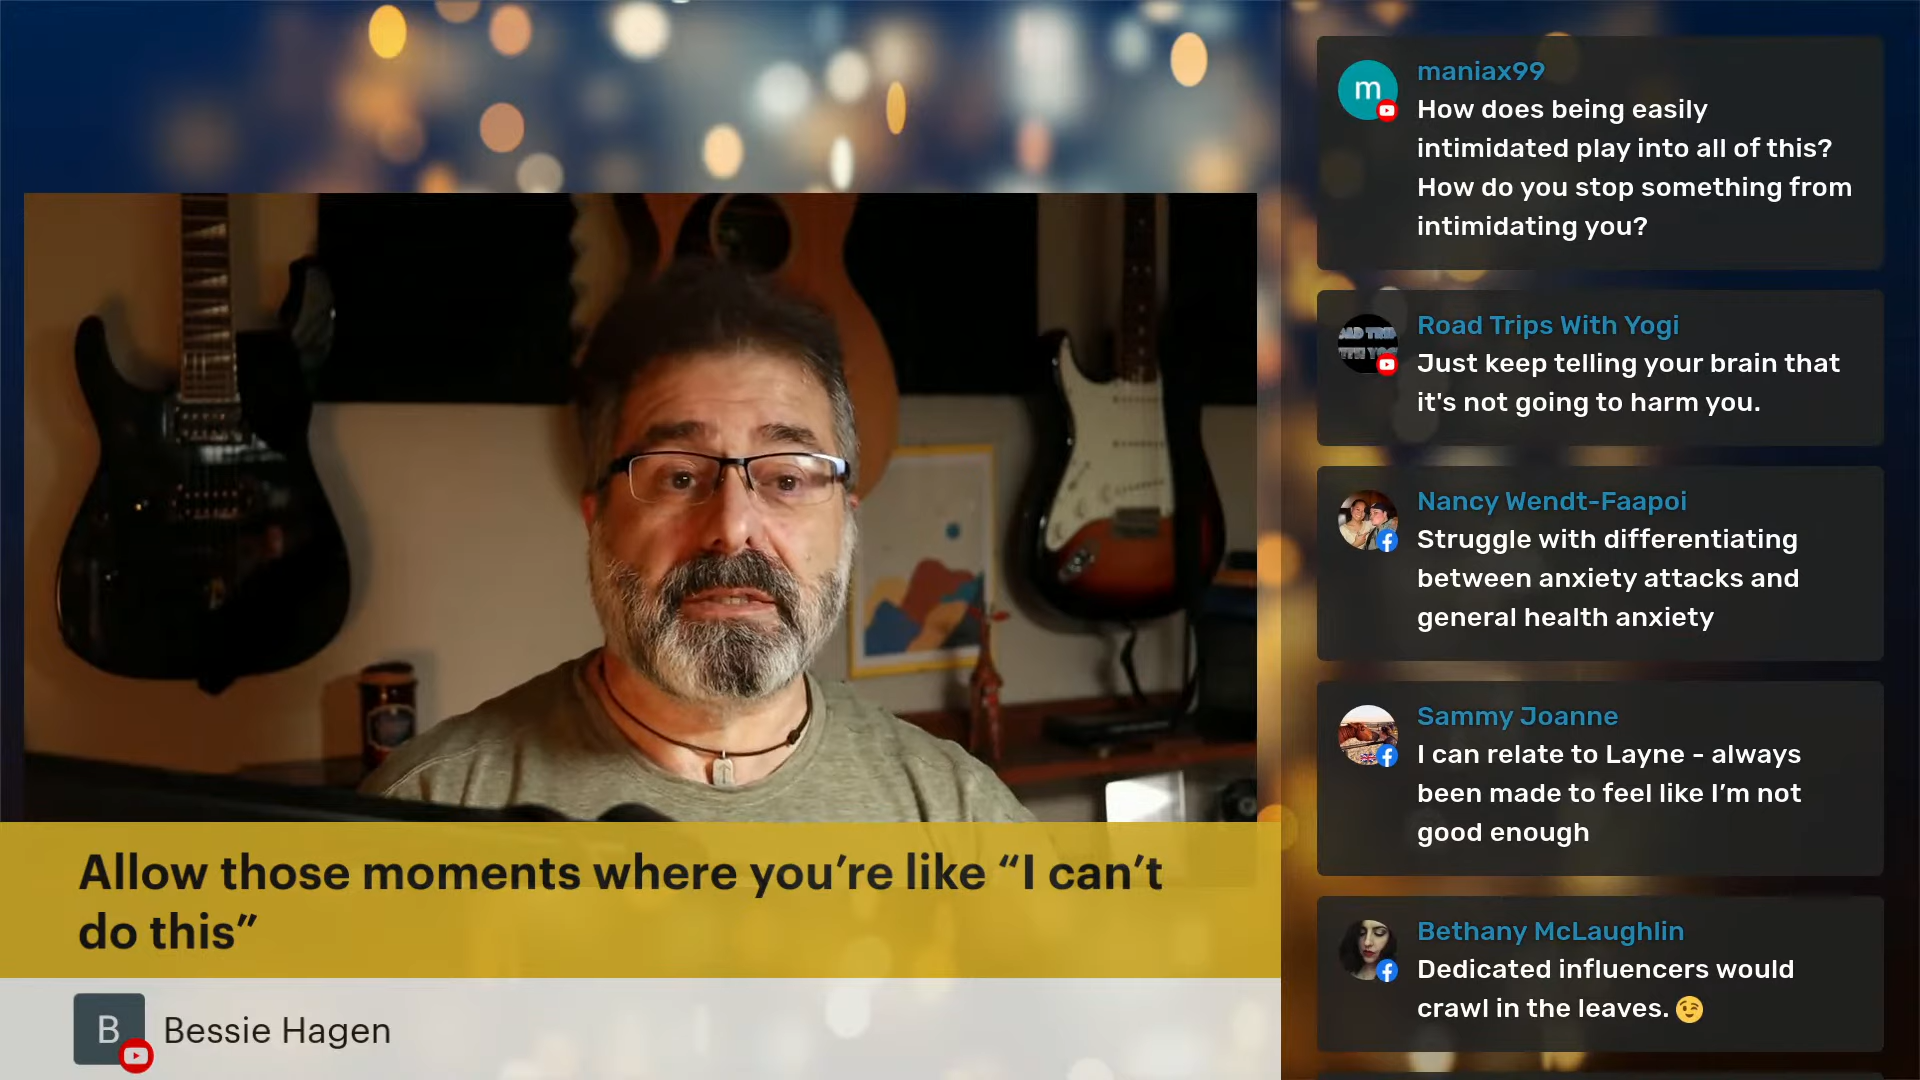 maniax99
How does being easily
intimidated play into all of this?
How do you stop something from
intimidating you?
Road Trips With Yogi
Just keep telling your brain that
it's not going to harm you.
Nancy Wendt-Faapoi
Struggle with differentiating
between anxiety attacks and
general health anxiety
Sammy Joanne
I can relate to Layne - always
been made to feel like I’m not
good enough
Bethany McLaughlin
Dedicated influencers would
crawl in the leaves. 😉
Allow those moments where you’re like “I can’t
do this”
B
Bessie Hagen
m